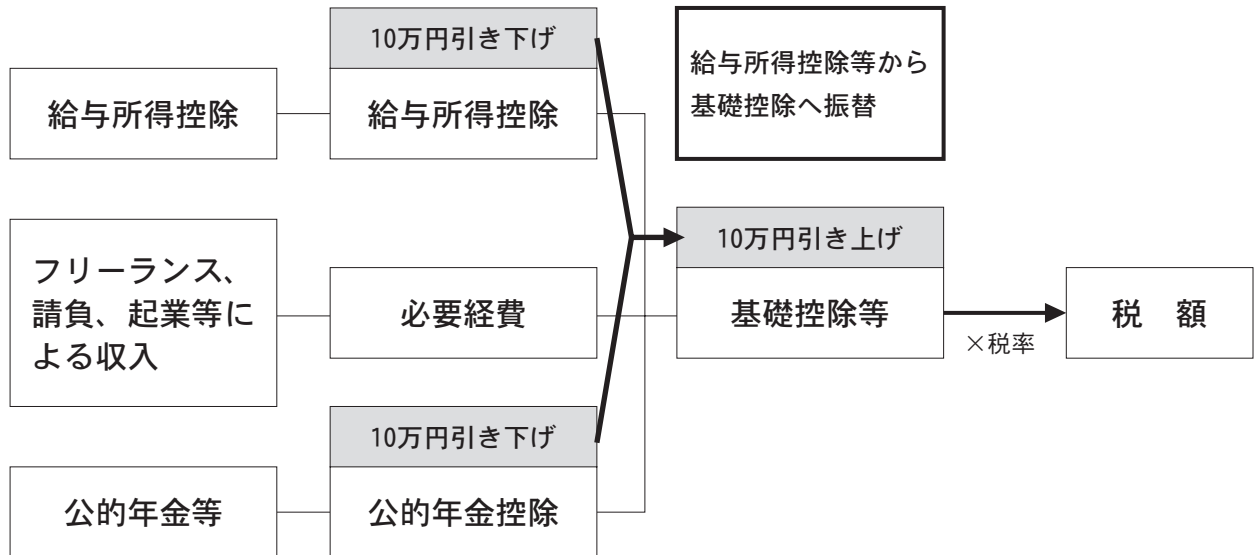 10万円引き下げ
給与所得控除等から
基礎控除へ振替
給与所得控除
給与所得控除
10万円引き上げ
フリーランス、
請負、起業等に
よる収入
必要経費
基礎控除等
×税率
税　額
10万円引き下げ
公的年金等
公的年金控除